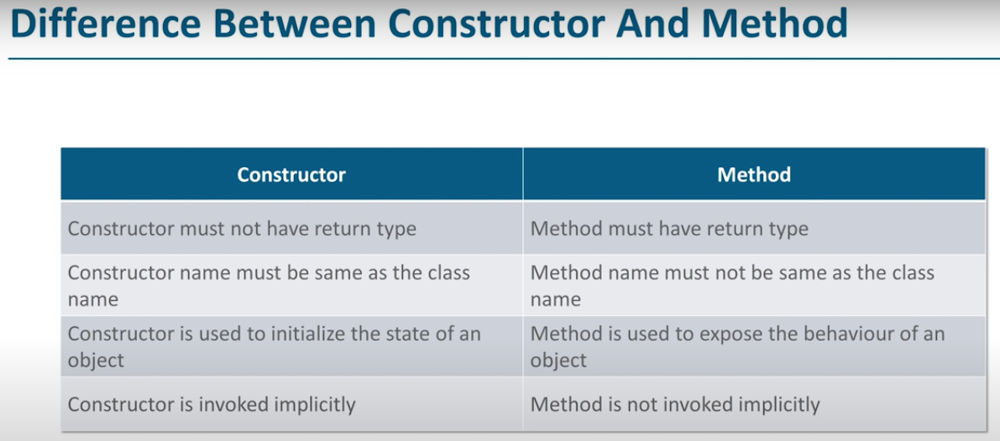 Difference Between Constructor And Method
Constructor
Method
Constructor must not have return type
Method must have return type
Constructor name must be same as the class
name
Method name must not be same as the class
name
Constructor is used to initialize the state of an
object
Method is used to expose the behaviour of an
object
Constructor is invoked implicitly
Method is not invoked implicitly